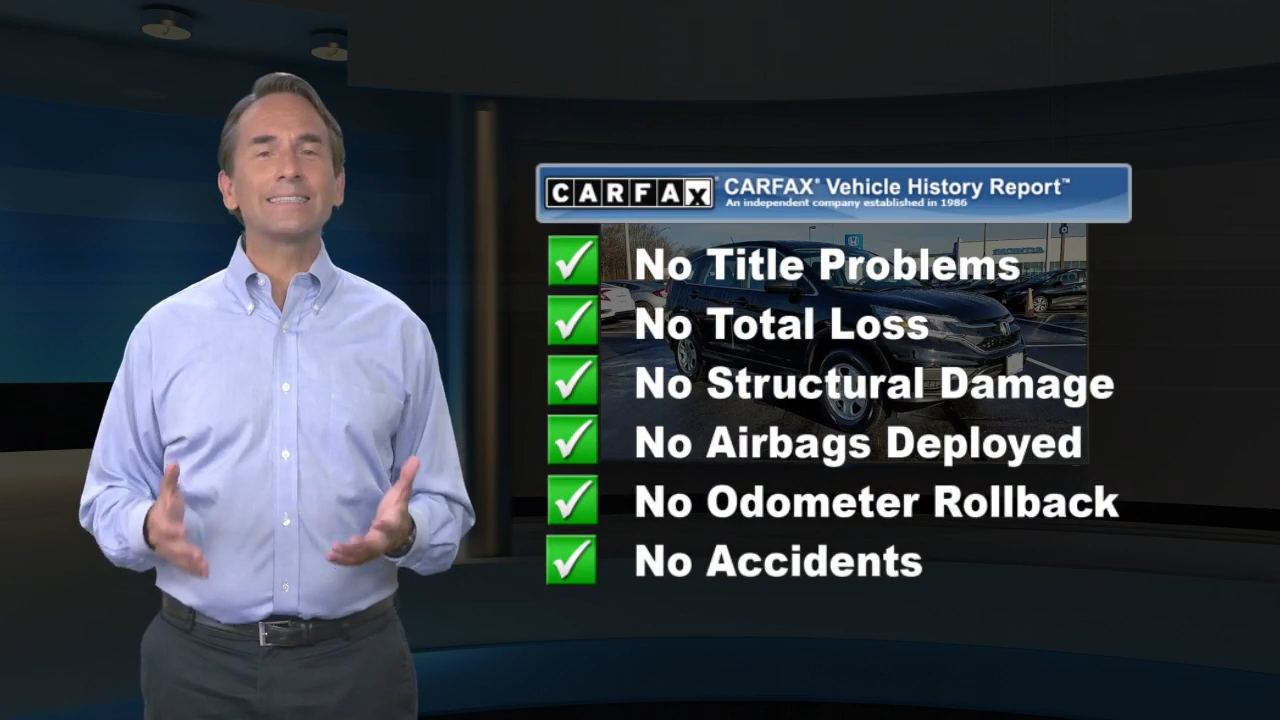 CARFAX® CARFAX® Vehicle History Report™
An independent company established in 1986
No Title Problems
No Total Loss
No Structural Damage
No Airbags Deployed
No Odometer Rollback
No Accidents